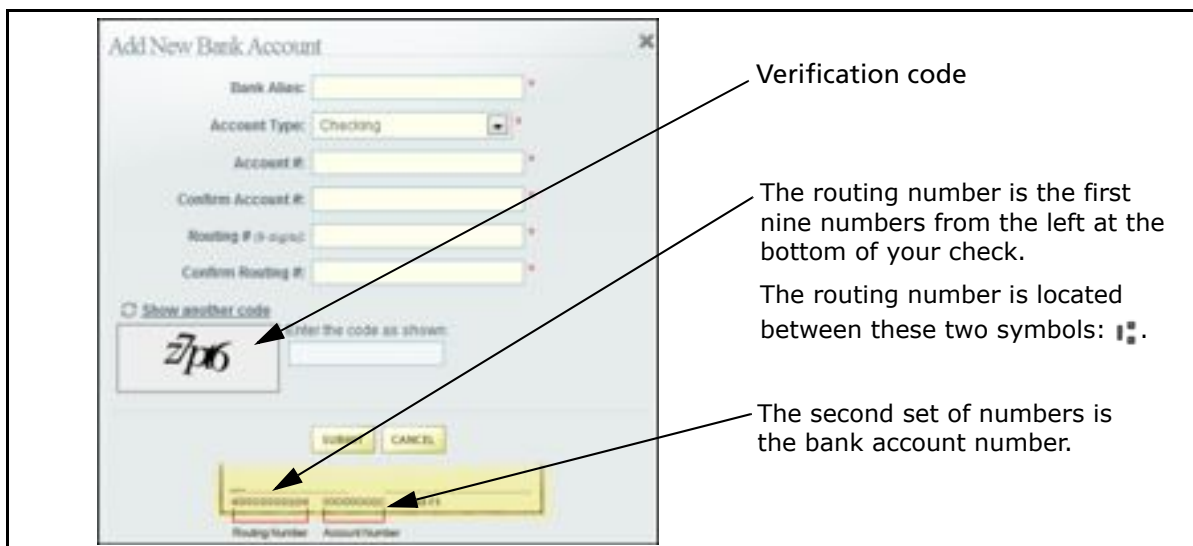 Add New Bank Account
Bank Alias: *
Account Type: Checking *
Account #: *
Confirm Account #: *
Routing # (9 digits): *
Confirm Routing #: *
Show another code
Enter the code as shown:
z7pt6
SUBMIT CANCEL
Routing Number Account Number
Verification code
The routing number is the first
nine numbers from the left at the
bottom of your check.
The routing number is located
between these two symbols: ⑆.
The second set of numbers is
the bank account number.